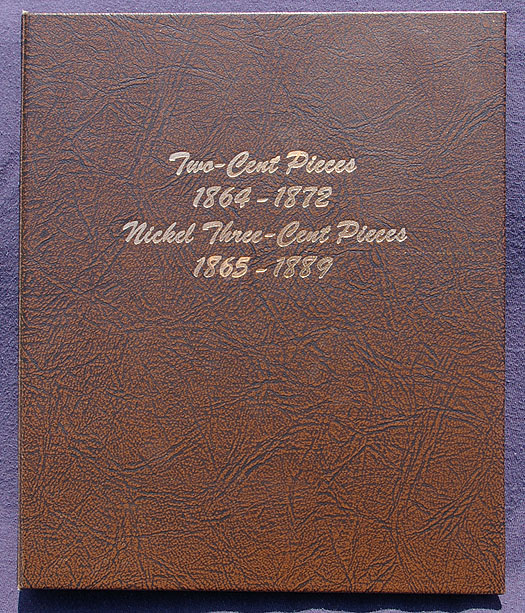 Two-Cent Pieces
1864-1872
Nickel Three-Cent Pieces
1865-1889